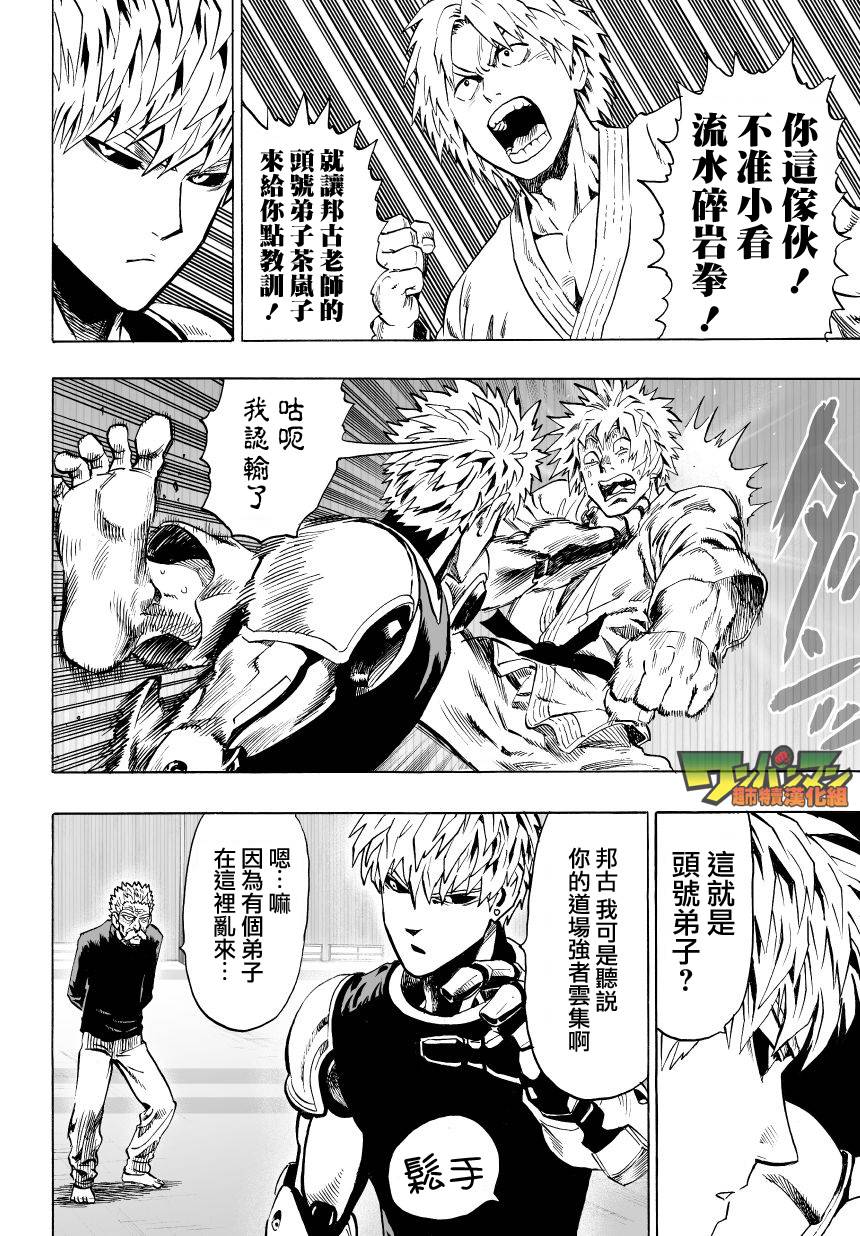 你這傢伙！
不准小看
流水碎岩拳！
就讓邦古老師的
頭號弟子茶嵐子
來給你點教訓！
ダンッ
咕呃
我認輸了
ワンパンマン
漢化組
這就是
頭號弟子？
邦古 我可是聽說
你的道場強者雲集啊
鬆手
嗯…嘛
因為有個弟子
在這裡亂來…